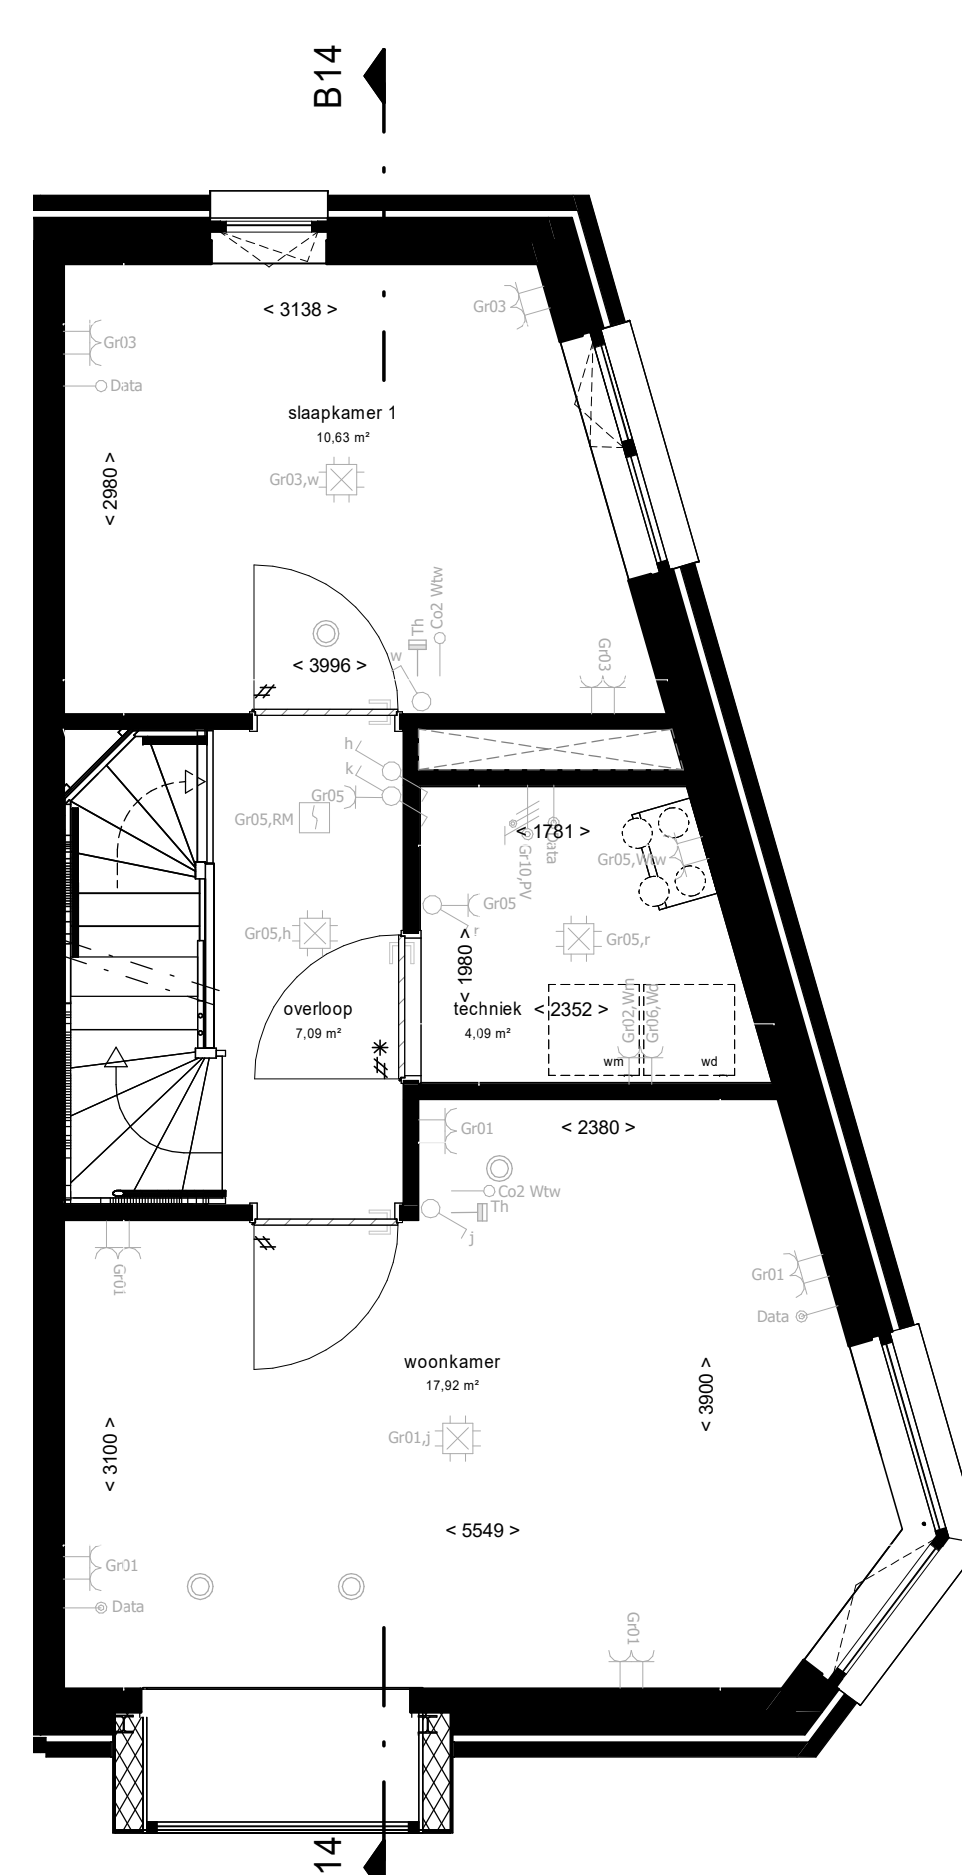 B14
< 3138 >
Gr03
Gr03
Data
slaapkamer 1
10,63 m²
< 2980 >
Gr03,w
Co2 Wtw
Th
Gr03
< 3996 >
w
h
k
Gr05
Gr05,RM
< 1781 >
Data
Gr10,PV
Gr05,Wtw
Gr05
r
Gr05,h
Gr05,r
< 1980 >
overloop
7,09 m²
techniek
4,09 m²
< 2352 >
Gr02,Wm
Gr06,Wd
wm
wd
Gr01
< 2380 >
Co2 Wtw
Th
j
Gr01
Gr01
Data
woonkamer
17,92 m²
< 3900 >
Gr01,j
< 3100 >
< 5549 >
Gr01
Data
Gr01
14